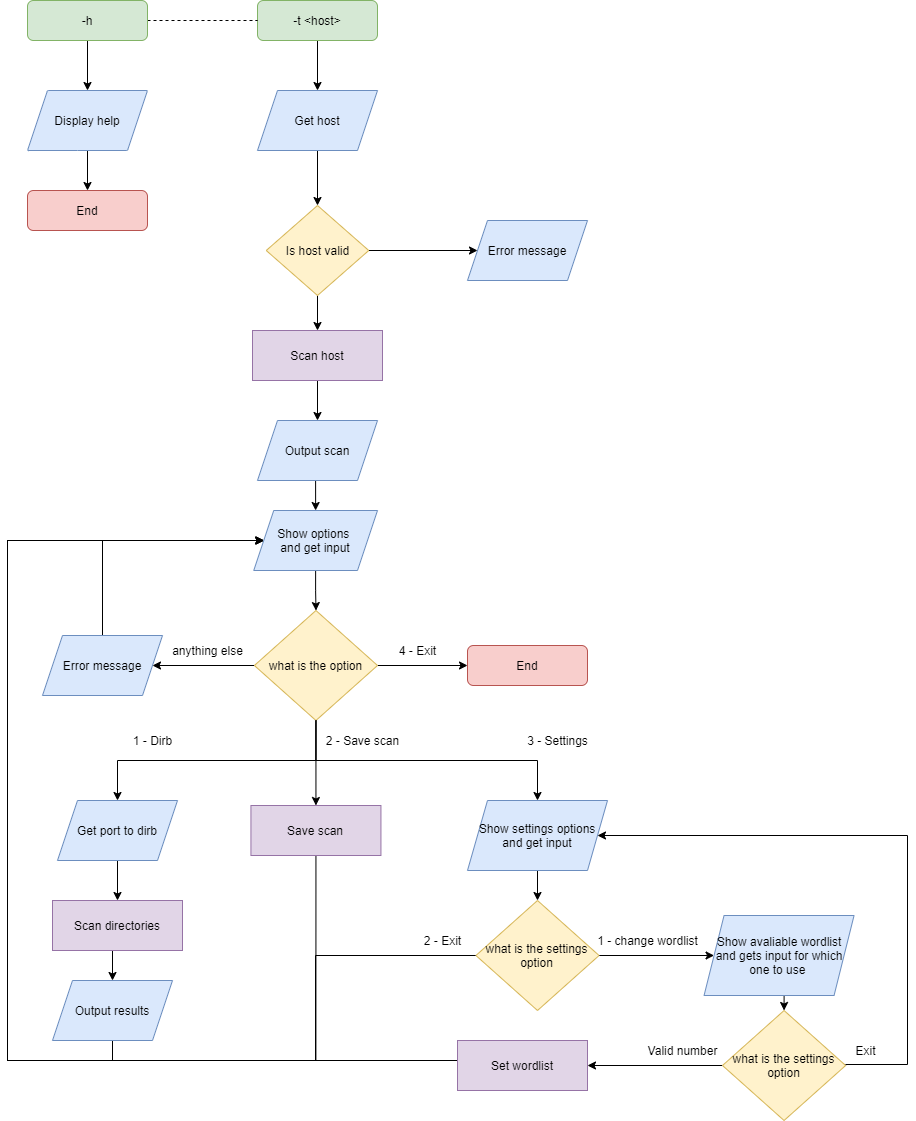 -h
-t <host>
Display help
Get host
End
Is host valid
Error message
Scan host
Output scan
Show options
and get input
anything else
4 - Exit
Error message
what is the option
End
1 - Dirb
2 - Save scan
3 - Settings
Get port to dirb
Save scan
Show settings options
and get input
Scan directories
2 - Exit
what is the settings
option
1 - change wordlist
Show avaliable wordlist
and gets input for which
one to use
Output results
Set wordlist
Valid number
what is the settings
option
Exit